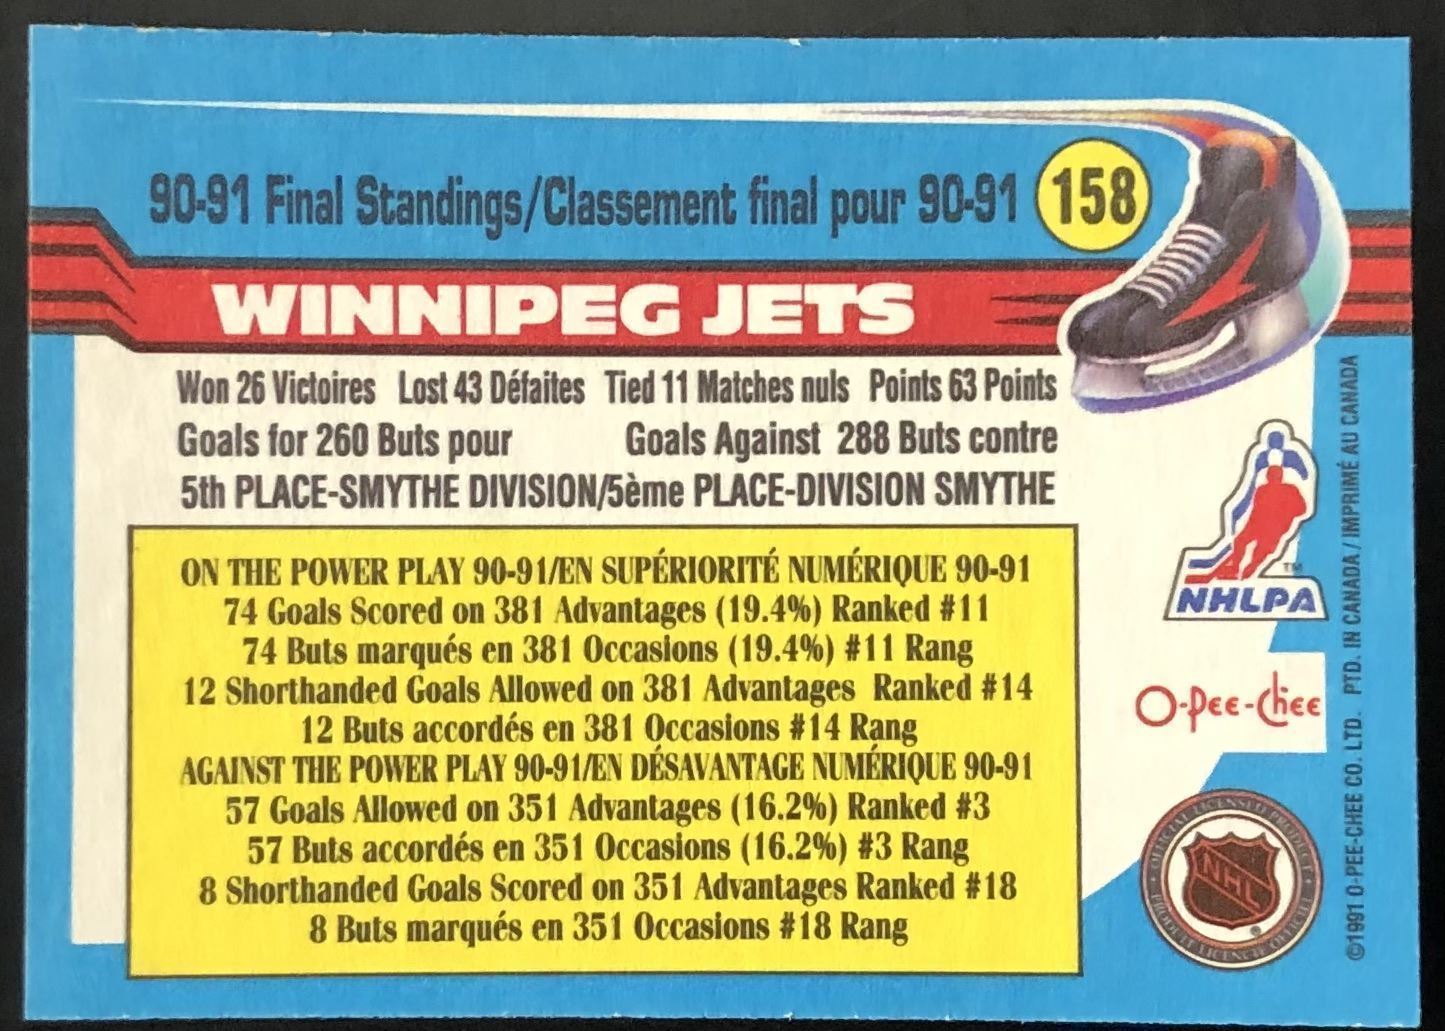 90-91 Final Standings/Classement final pour 90-91
158
WINNIPEG JETS
Won 26 Victoires Lost 43 Défaites Tied 11 Matches nuls Points 63 Points
Goals for 260 Buts pour Goals Against 288 Buts contre
5th PLACE-SMYTHE DIVISION/5ème PLACE-DIVISION SMYTHE
ON THE POWER PLAY 90-91/EN SUPÉRIORITÉ NUMÉRIQUE 90-91
74 Goals Scored on 381 Advantages (19.4%) Ranked #11
74 Buts marqués en 381 Occasions (19.4%) #11 Rang
12 Shorthanded Goals Allowed on 381 Advantages Ranked #14
12 Buts accordés en 381 Occasions #14 Rang
AGAINST THE POWER PLAY 90-91/EN DÉSAVANTAGE NUMÉRIQUE 90-91
57 Goals Allowed on 351 Advantages (16.2%) Ranked #3
57 Buts accordés en 351 Occasions (16.2%) #3 Rang
8 Shorthanded Goals Scored on 351 Advantages Ranked #18
8 Buts marqués en 351 Occasions #18 Rang
TM
NHLPA
O-Pee-Chee
OFFICIAL LICENSED PRODUCT
NHL
®
PRODUIT LICENCIÉ OFFICIEL
©1991 O-PEE-CHEE CO. LTD. PTD. IN CANADA / IMPRIMÉ AU CANADA